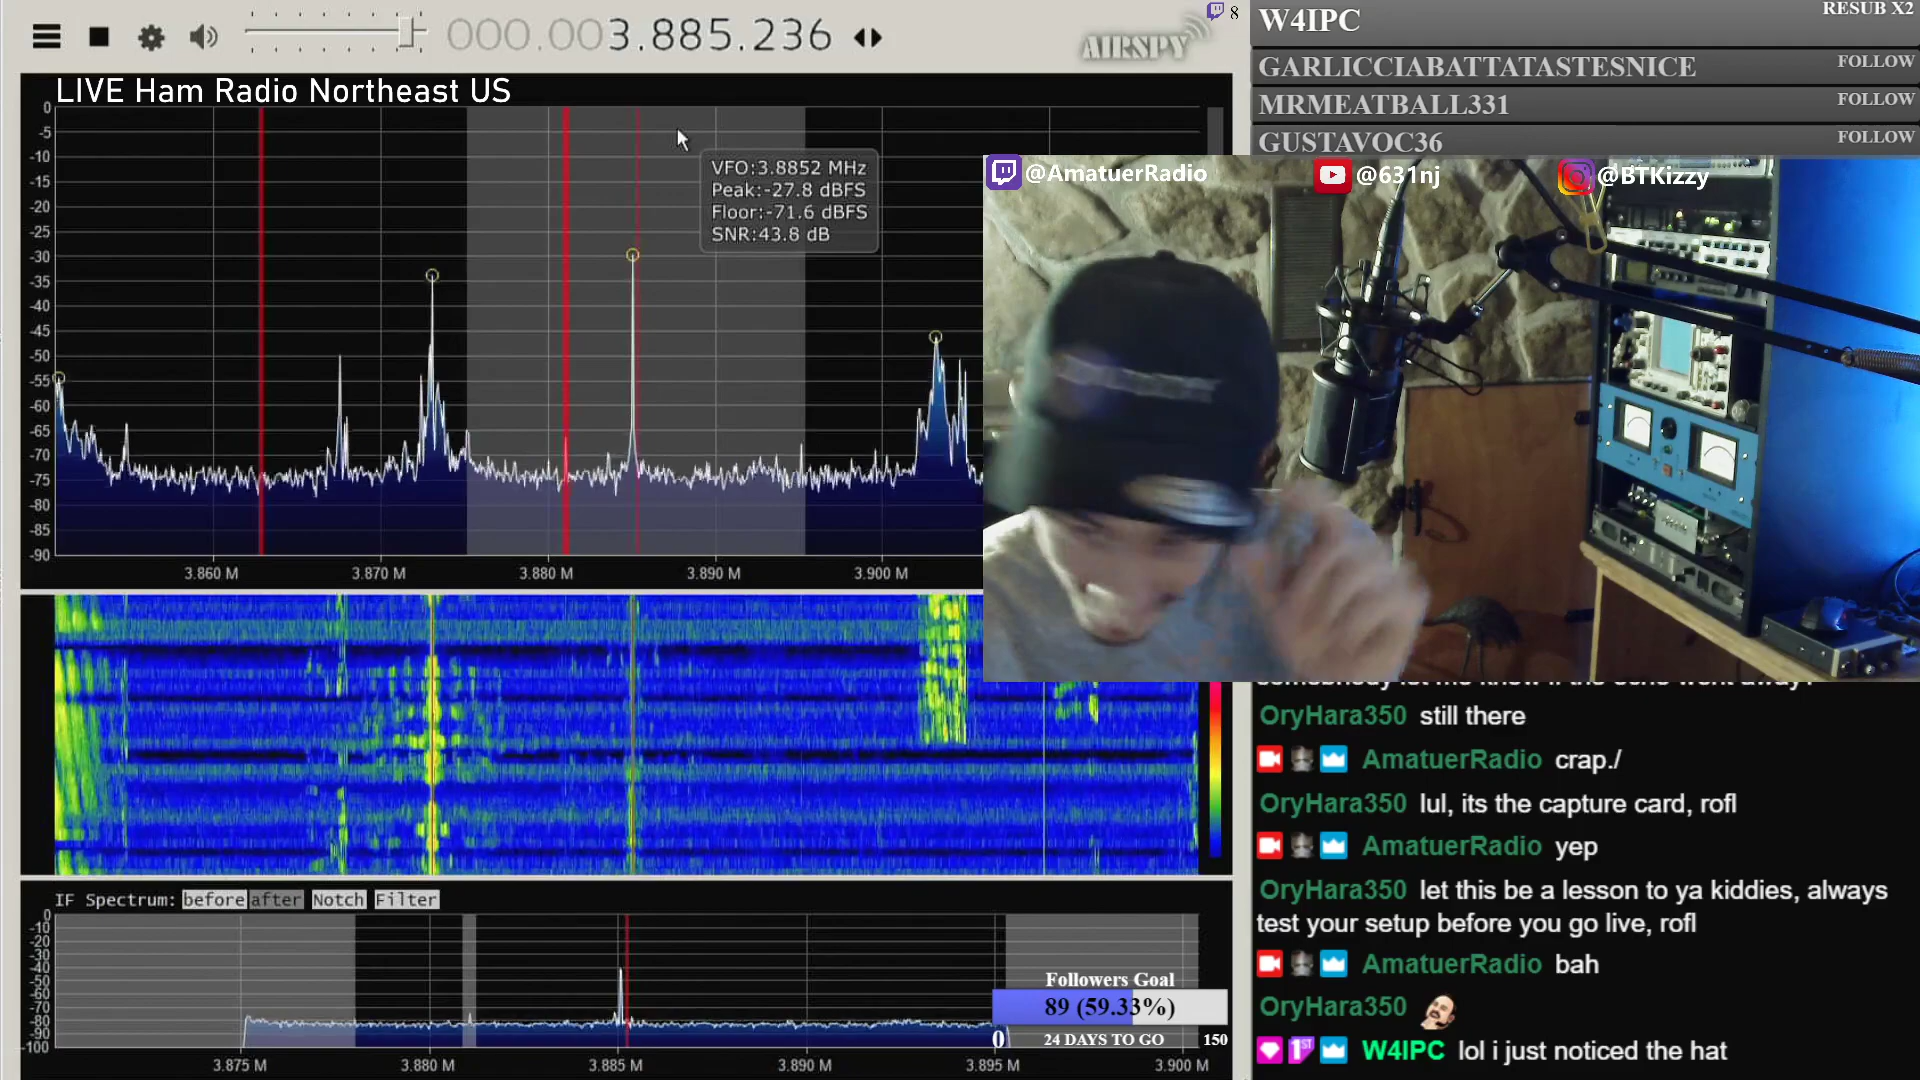 000.003.885.236
AIRSPY
8
LIVE Ham Radio Northeast US
0
-5
-10
-15
-20
-25
-30
-35
-40
-45
-50
-55
-60
-65
-70
-75
-80
-85
-90
VFO:3.8852 MHz
Peak:-27.8 dBFS
Floor:-71.6 dBFS
SNR:43.8 dB
3.860 M
3.870 M
3.880 M
3.890 M
3.900 M
W4IPC RESUB X2
GARLICCIABATTATASTESNICE FOLLOW
MRMEATBALL331 FOLLOW
GUSTAVOC36 FOLLOW
@AmatuerRadio
@631nj
@BTKizzy
OryHara350 still there
AmatuerRadio crap./
OryHara350 lul, its the capture card, rofl
AmatuerRadio yep
OryHara350 let this be a lesson to ya kiddies, always
test your setup before you go live, rofl
AmatuerRadio bah
OryHara350
1ST W4IPC lol i just noticed the hat
IF Spectrum: before after Notch Filter
0
-10
-20
-30
-40
-50
-60
-70
-80
-90
-100
3.875 M
3.880 M
3.885 M
3.890 M
3.895 M
3.900 M
Followers Goal
89 (59.33%)
0 24 DAYS TO GO 150